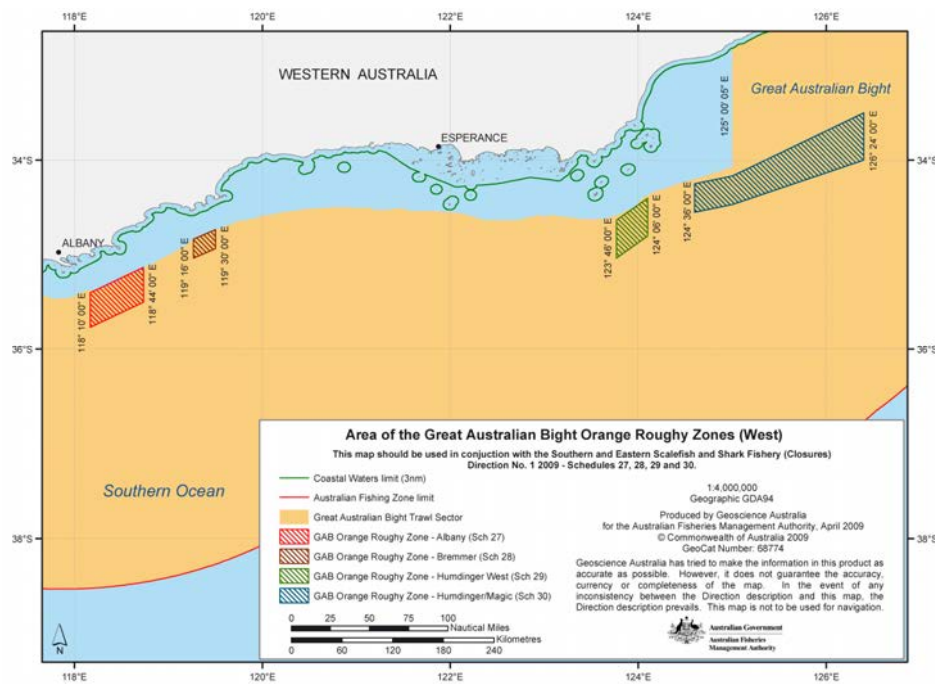 118°E
120°E
122°E
124°E
126°E
WESTERN AUSTRALIA
Great Australian Bight
125° 00' 05" E
ESPERANCE
34°S
34°S
126° 24' 00" E
124° 36' 00" E
124° 06' 00" E
123° 46' 00" E
ALBANY
119° 16' 00" E
119° 30' 00" E
118° 44' 00" E
118° 10' 00" E
36°S
36°S
Southern Ocean
38°S
38°S
Area of the Great Australian Bight Orange Roughy Zones (West)
This map should be used in conjuction with the Southern and Eastern Scalefish and Shark Fishery (Closures)
Direction No. 1 2009 - Schedules 27, 28, 29 and 30.
Coastal Waters limit (3nm)
Australian Fishing Zone limit
Great Australian Bight Trawl Sector
GAB Orange Roughy Zone - Albany (Sch 27)
GAB Orange Roughy Zone - Bremmer (Sch 28)
GAB Orange Roughy Zone - Humdinger West (Sch 29)
GAB Orange Roughy Zone - Humdinger/Magic (Sch 30)
0 25 50 75 100
Nautical Miles
Kilometres
0 60 120 180 240
1:4,000,000
Geographic GDA94
Produced by Geoscience Australia
for the Australian Fisheries Management Authority, April 2009
© Commonwealth of Australia 2009
GeoCat Number: 68774
Geoscience Australia has tried to make the information in this product as
accurate as possible. However, it does not guarantee the accuracy,
currency or completeness of the map. In the event of any
inconsistency between the Direction description and this map, the
Direction description prevails. This map is not to be used for navigation.
Australian Government
Australian Fisheries
Management Authority
N
118°E
120°E
122°E
124°E
126°E